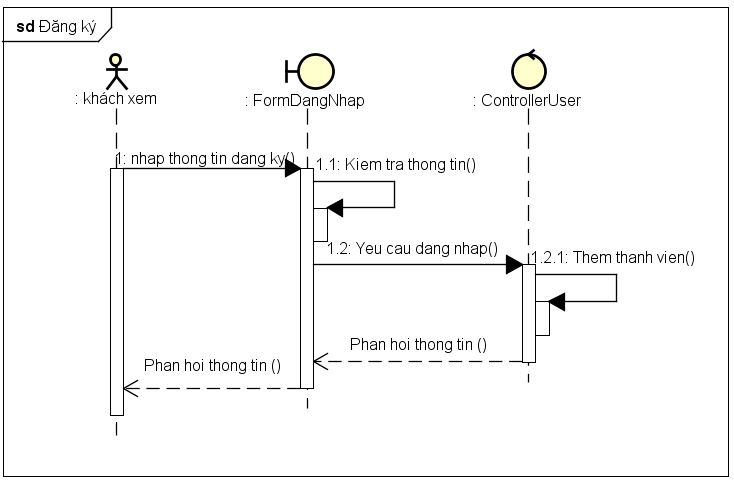 sd Đăng ký
: khách xem
: FormDangNhap
: ControllerUser
1: nhap thong tin dang ky()
1.1: Kiem tra thong tin()
1.2: Yeu cau dang nhap()
1.2.1: Them thanh vien()
Phan hoi thong tin ()
Phan hoi thong tin ()